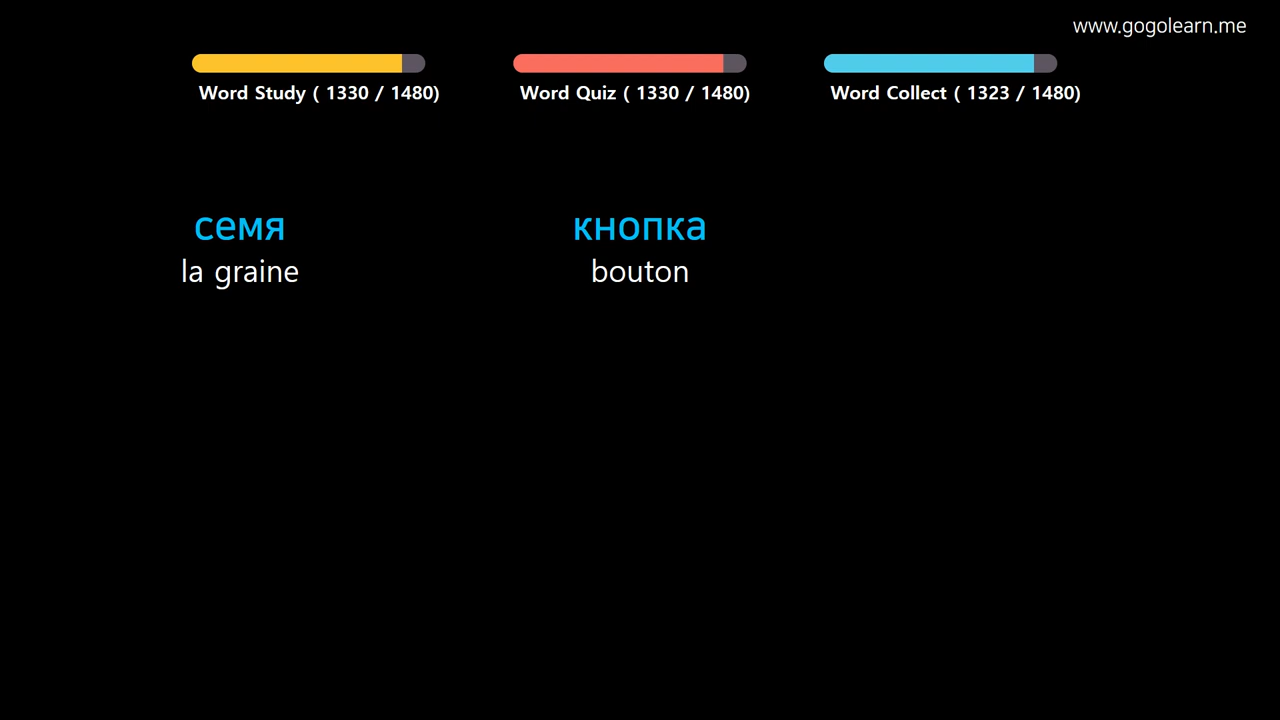 www.gogolearn.me
Word Study ( 1330 / 1480)
Word Quiz ( 1330 / 1480)
Word Collect ( 1323 / 1480)
семя
la graine
кнопка
bouton